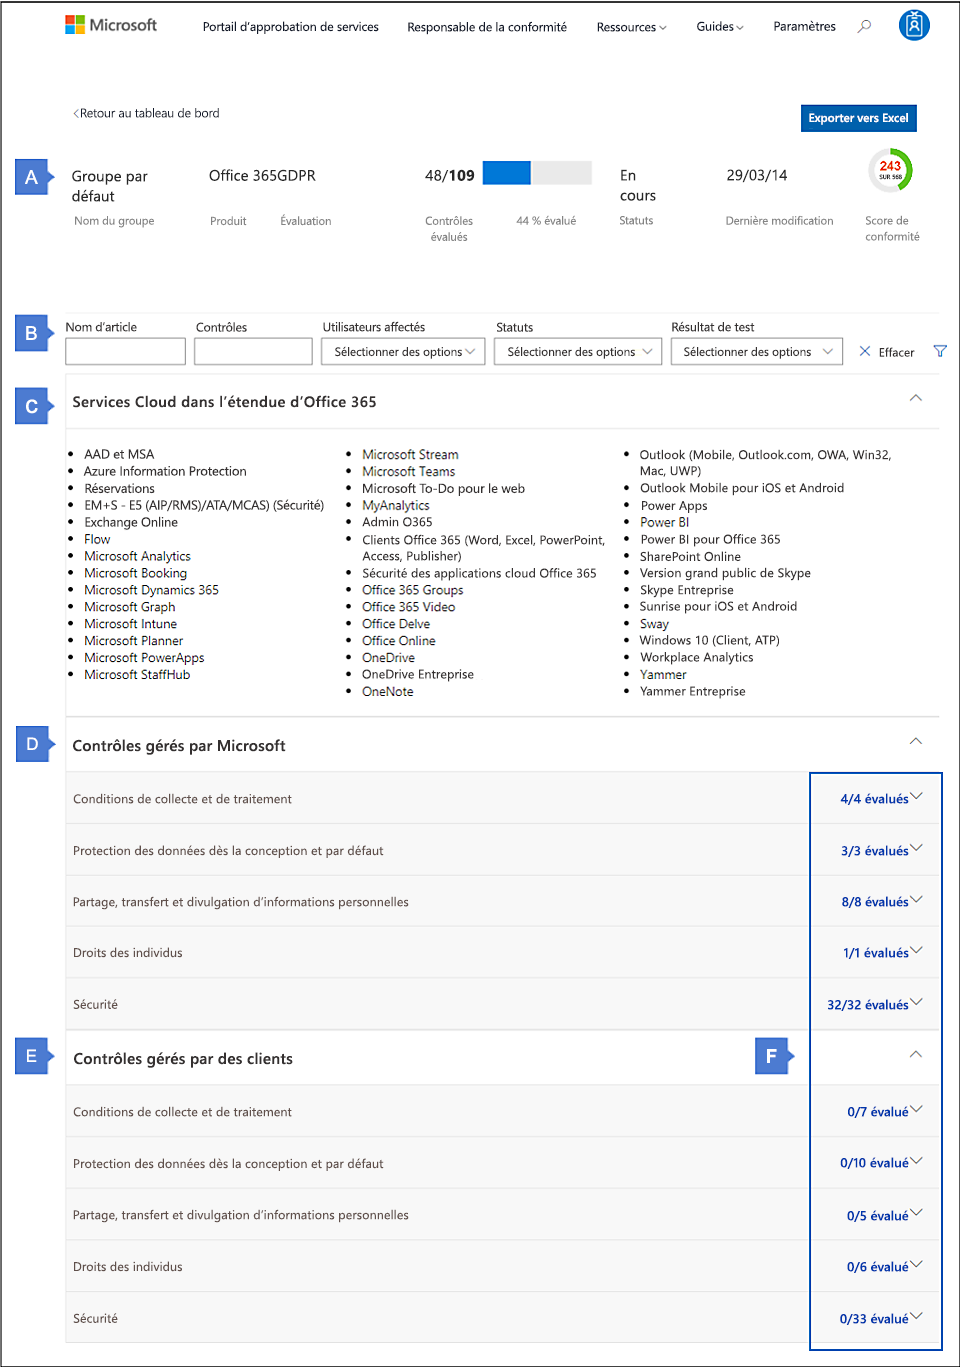 Microsoft Portail d'approbation de services Responsable de la conformité Ressources Guides Paramètres
<Retour au tableau de bord
Exporter vers Excel
A
Groupe par défaut
Office 365GDPR
48/109
En cours
29/03/14
243
SUR 568
Nom du groupe
Produit
Évaluation
Contrôles évalués
44 % évalué
Statuts
Dernière modification
Score de conformité
B
Nom d'article
Contrôles
Utilisateurs affectés
Statuts
Résultat de test
Sélectionner des options
Sélectionner des options
Sélectionner des options
Effacer
C
Services Cloud dans l'étendue d'Office 365
• AAD et MSA
• Azure Information Protection
• Réservations
• EM+S - E5 (AIP/RMS)/ATA/MCAS) (Sécurité)
• Exchange Online
• Flow
• Microsoft Analytics
• Microsoft Booking
• Microsoft Dynamics 365
• Microsoft Graph
• Microsoft Intune
• Microsoft Planner
• Microsoft PowerApps
• Microsoft StaffHub
• Microsoft Stream
• Microsoft Teams
• Microsoft To-Do pour le web
• MyAnalytics
• Admin O365
• Clients Office 365 (Word, Excel, PowerPoint,
Access, Publisher)
• Sécurité des applications cloud Office 365
• Office 365 Groups
• Office 365 Video
• Office Delve
• Office Online
• OneDrive
• OneDrive Entreprise
• OneNote
• Outlook (Mobile, Outlook.com, OWA, Win32,
Mac, UWP)
• Outlook Mobile pour iOS et Android
• Power Apps
• Power BI
• Power BI pour Office 365
• SharePoint Online
• Version grand public de Skype
• Skype Entreprise
• Sunrise pour iOS et Android
• Sway
• Windows 10 (Client, ATP)
• Workplace Analytics
• Yammer
• Yammer Entreprise
D
Contrôles gérés par Microsoft
Conditions de collecte et de traitement 4/4 évalués
Protection des données dès la conception et par défaut 3/3 évalués
Partage, transfert et divulgation d'informations personnelles 8/8 évalués
Droits des individus 1/1 évalués
Sécurité 32/32 évalués
E
Contrôles gérés par des clients
F
Conditions de collecte et de traitement 0/7 évalué
Protection des données dès la conception et par défaut 0/10 évalué
Partage, transfert et divulgation d'informations personnelles 0/5 évalué
Droits des individus 0/6 évalué
Sécurité 0/33 évalué